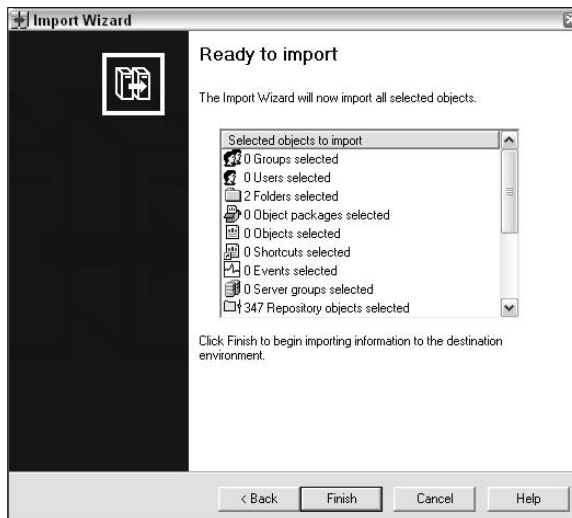 Import Wizard
Ready to import
The Import Wizard will now import all selected objects.
Selected objects to import
0 Groups selected
0 Users selected
2 Folders selected
0 Object packages selected
0 Objects selected
0 Shortcuts selected
0 Events selected
0 Server groups selected
347 Repository objects selected
Click Finish to begin importing information to the destination
environment.
< Back Finish Cancel Help